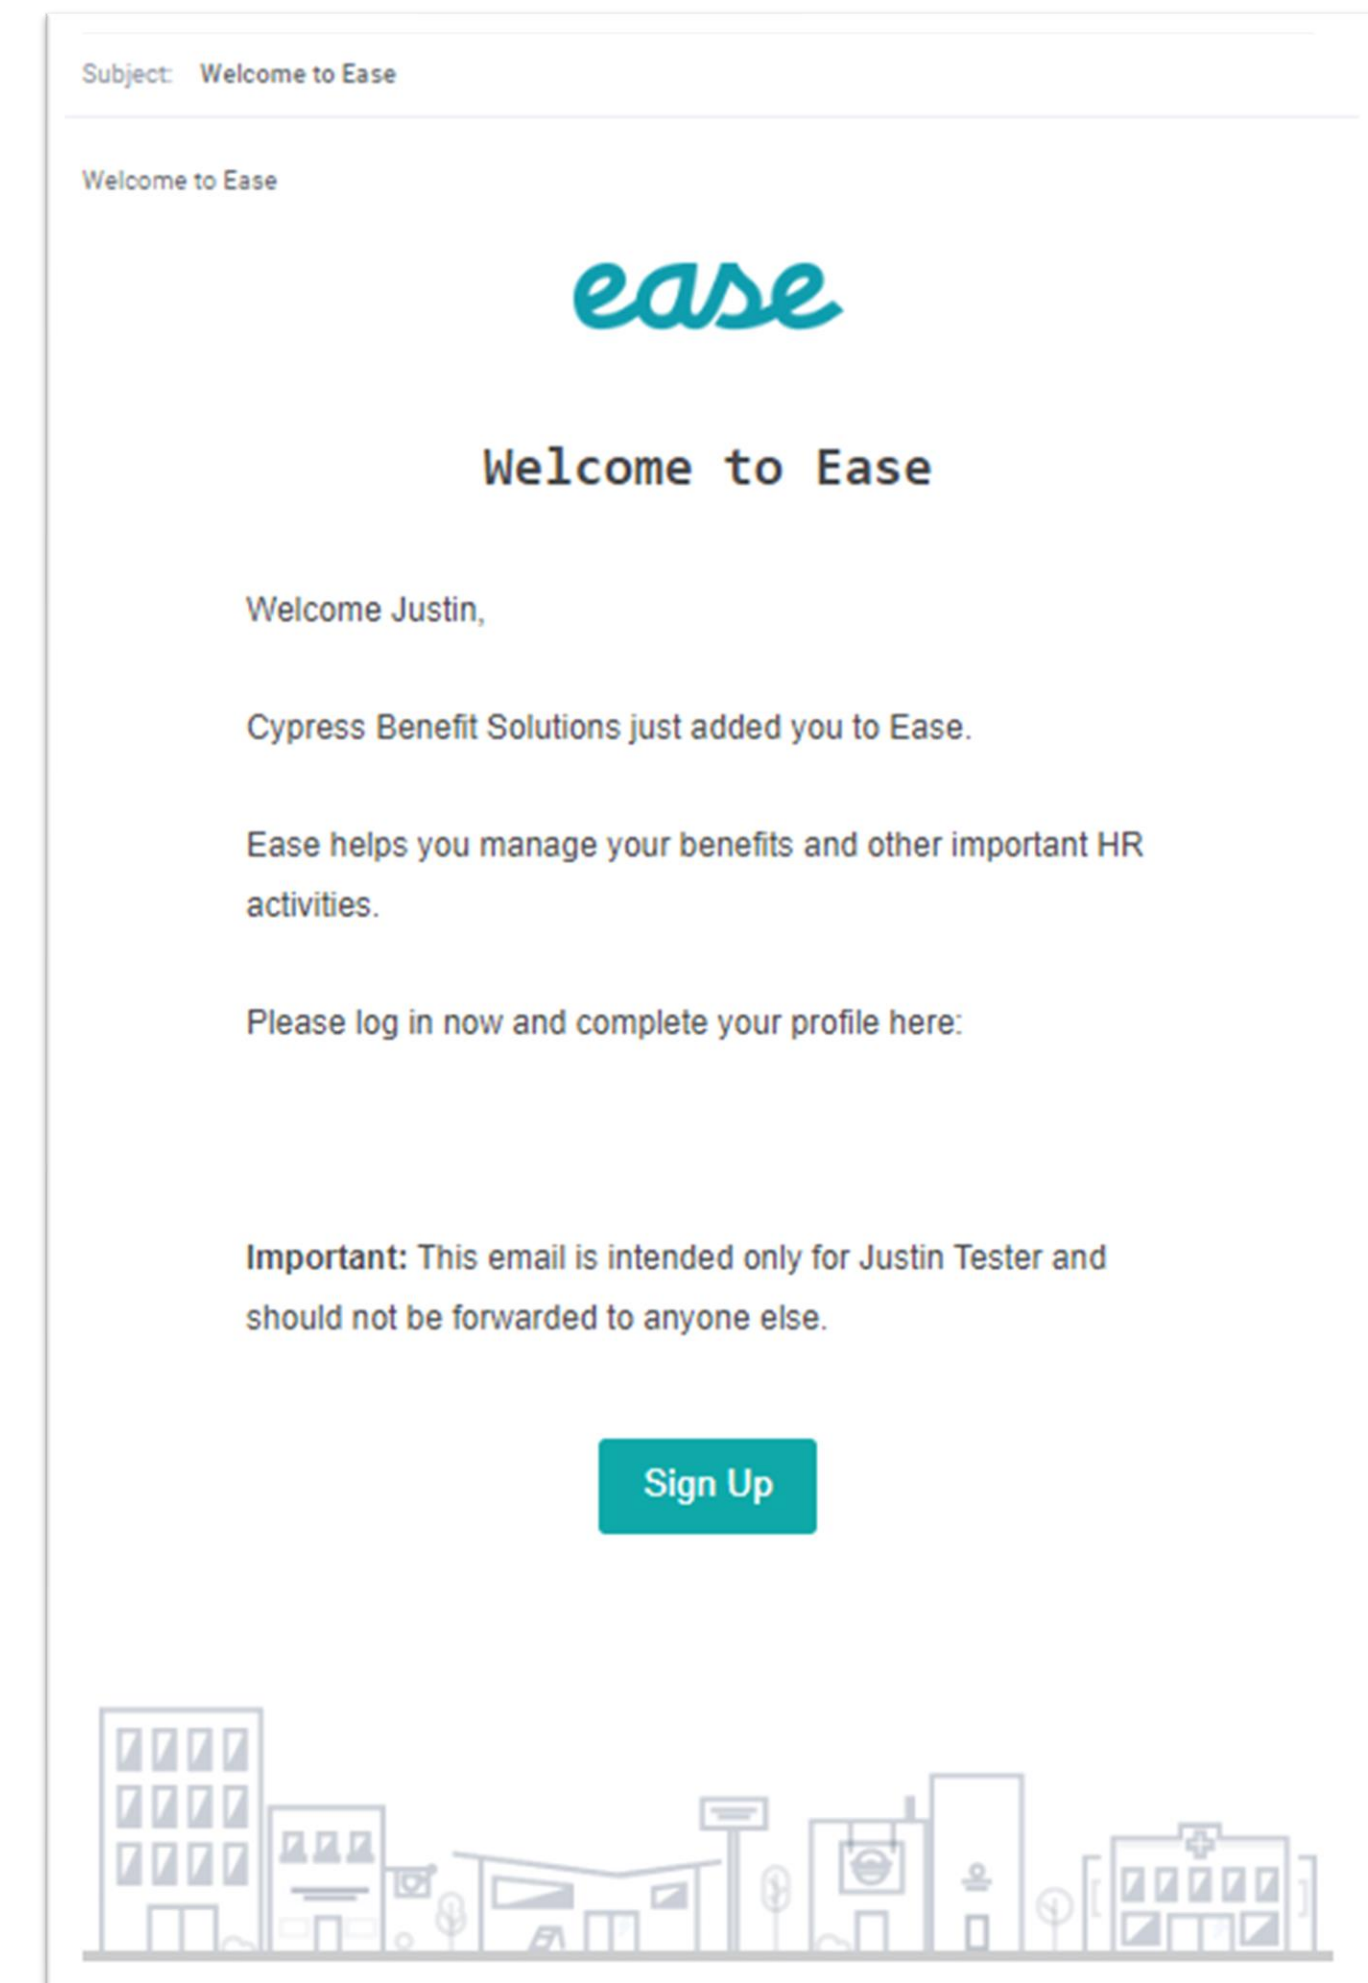 Subject: Welcome to Ease
Welcome to Ease
ease
Welcome to Ease
Welcome Justin,
Cypress Benefit Solutions just added you to Ease.
Ease helps you manage your benefits and other important HR
activities.
Please log in now and complete your profile here:
Important: This email is intended only for Justin Tester and
should not be forwarded to anyone else.
Sign Up